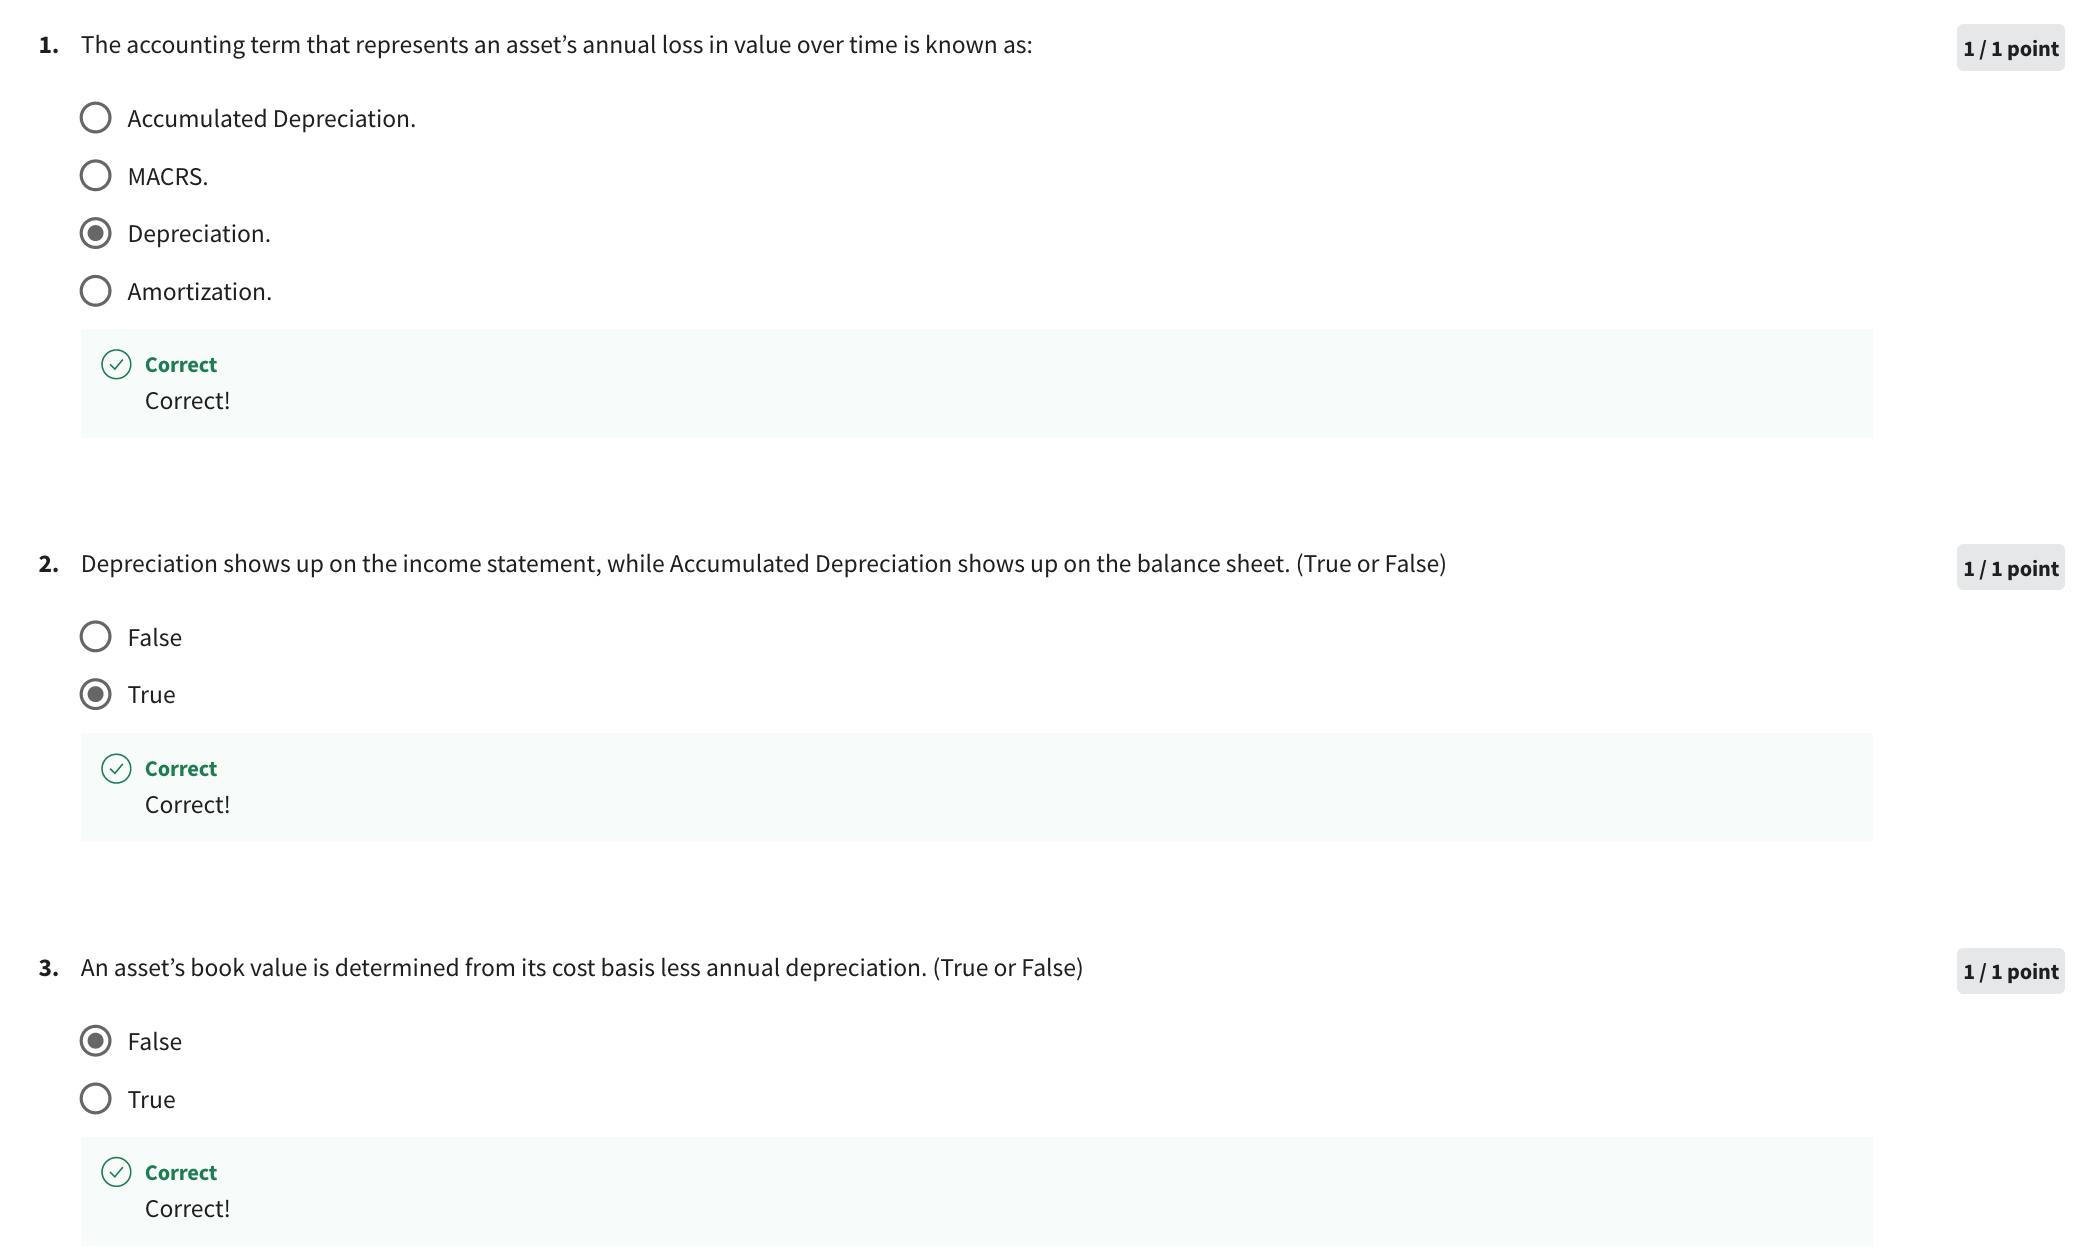 1. The accounting term that represents an asset’s annual loss in value over time is known as:
1 / 1 point
Accumulated Depreciation.
MACRS.
Depreciation.
Amortization.
Correct
Correct!
2. Depreciation shows up on the income statement, while Accumulated Depreciation shows up on the balance sheet. (True or False)
1 / 1 point
False
True
Correct
Correct!
3. An asset’s book value is determined from its cost basis less annual depreciation. (True or False)
1 / 1 point
False
True
Correct
Correct!